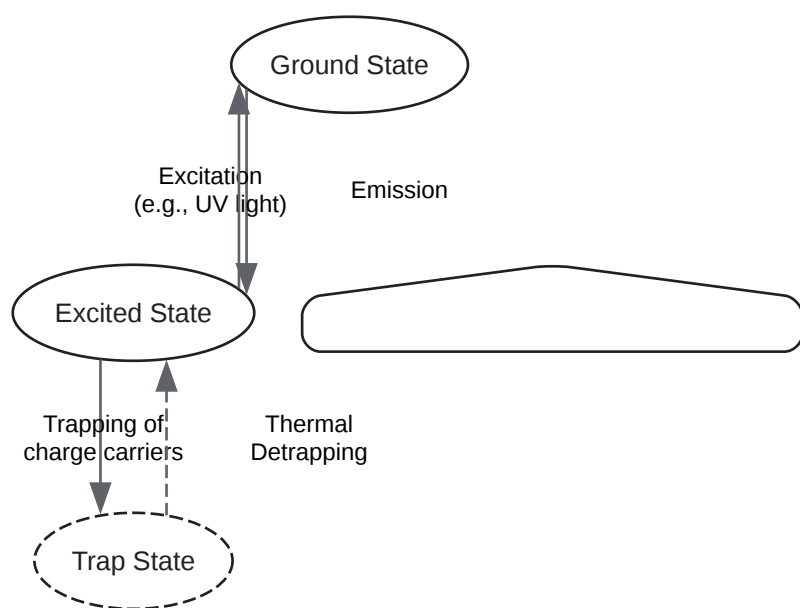 Ground State
Excitation
(e.g., UV light)
Emission
Excited State
Trapping of
charge carriers
Thermal
Detrapping
Trap State